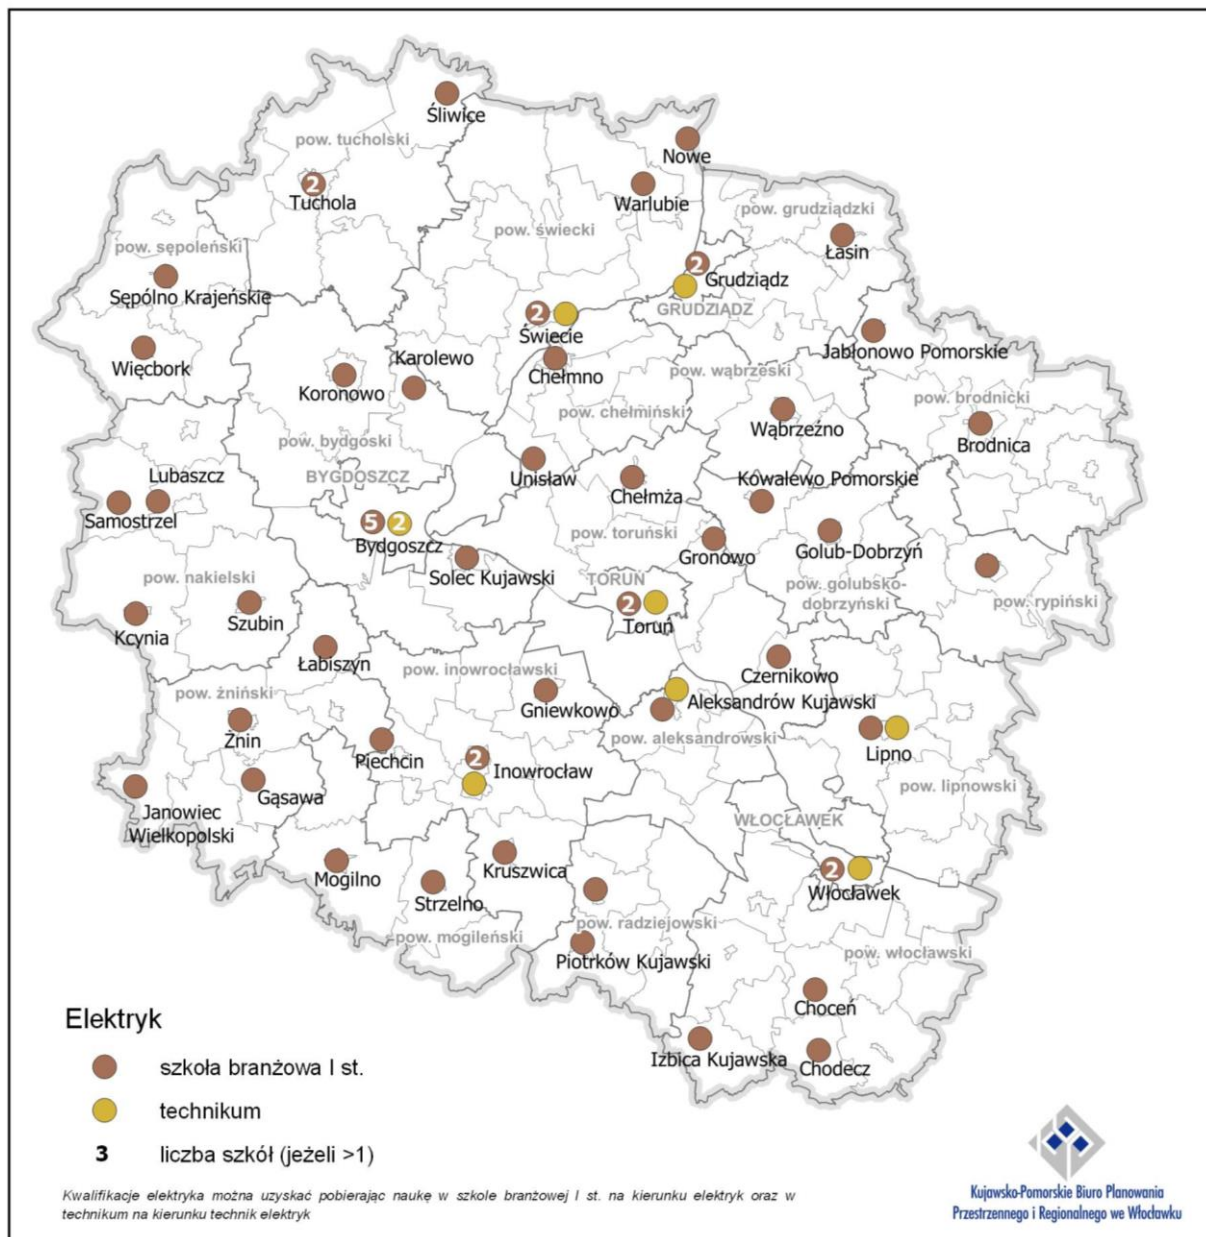 Śliwice
pow. tucholski
Nowe
2
Tuchola
Warlubie
pow. grudziądzki
pow. świecki
pow. sępoleński
Łasin
2
Grudziądz
Sępólno Krajeńskie
GRUDZIĄDZ
2
Świecie
Jabłonowo Pomorskie
Karolewo
Więcbork
Chełmno
pow. wąbrzeski
Koronowo
pow. brodnicki
pow. chełmiński
Wąbrzeźno
pow. bydgoski
Brodnica
BYDGOSZCZ
Lubaszcz
Unisław
Chełmża
Kowalewo Pomorskie
Samostrzel
5 2
Bydgoszcz
pow. toruński
Gronowo
Golub-Dobrzyń
Solec Kujawski
pow. nakielski
TORUŃ
pow. golubsko-
dobrzyński
pow. rypiński
2
Toruń
Szubin
Kcynia
Łabiszyn
pow. inowrocławski
Czernikowo
pow. żniński
Aleksandrów Kujawski
Gniewkowo
pow. aleksandrowski
Żnin
Lipno
Piechcin
2
Inowrocław
pow. lipnowski
Gąsawa
Janowiec
Wielkopolski
WŁOCŁAWEK
Kruszwica
2
Włocławek
Mogilno
Strzelno
pow. radziejowski
pow. mogileński
pow. włocławski
Piotrków Kujawski
Choceń
Izbica Kujawska
Chodecz
Elektryk
szkoła branżowa I st.
technikum
3 liczba szkół (jeżeli >1)
Kwalifikacje elektryka można uzyskać pobierając naukę w szkole branżowej I st. na kierunku elektryk oraz w
technikum na kierunku technik elektryk
Kujawsko-Pomorskie Biuro Planowania
Przestrzennego i Regionalnego we Włocławku